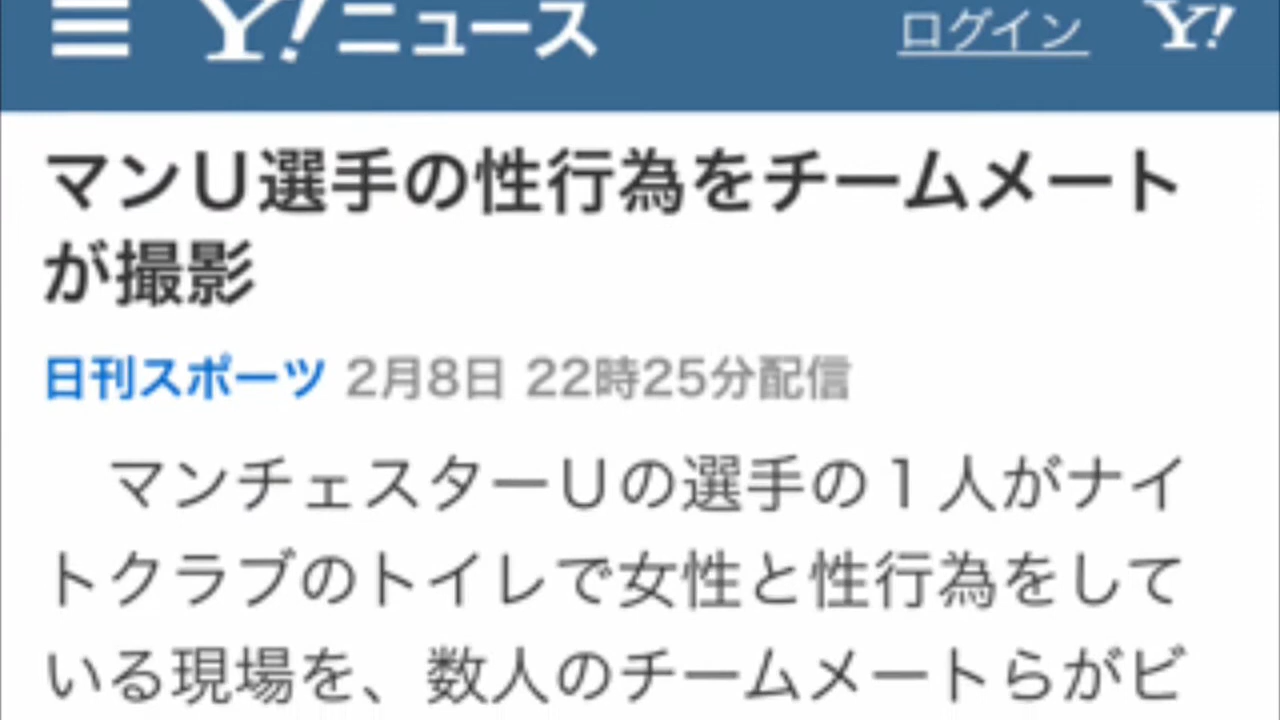 Y!ニュース ログイン Y!
マンU選手の性行為をチームメート
が撮影
日刊スポーツ 2月8日 22時25分配信
マンチェスターUの選手の1人がナイ
トクラブのトイレで女性と性行為をして
いる現場を、数人のチームメートらがビ